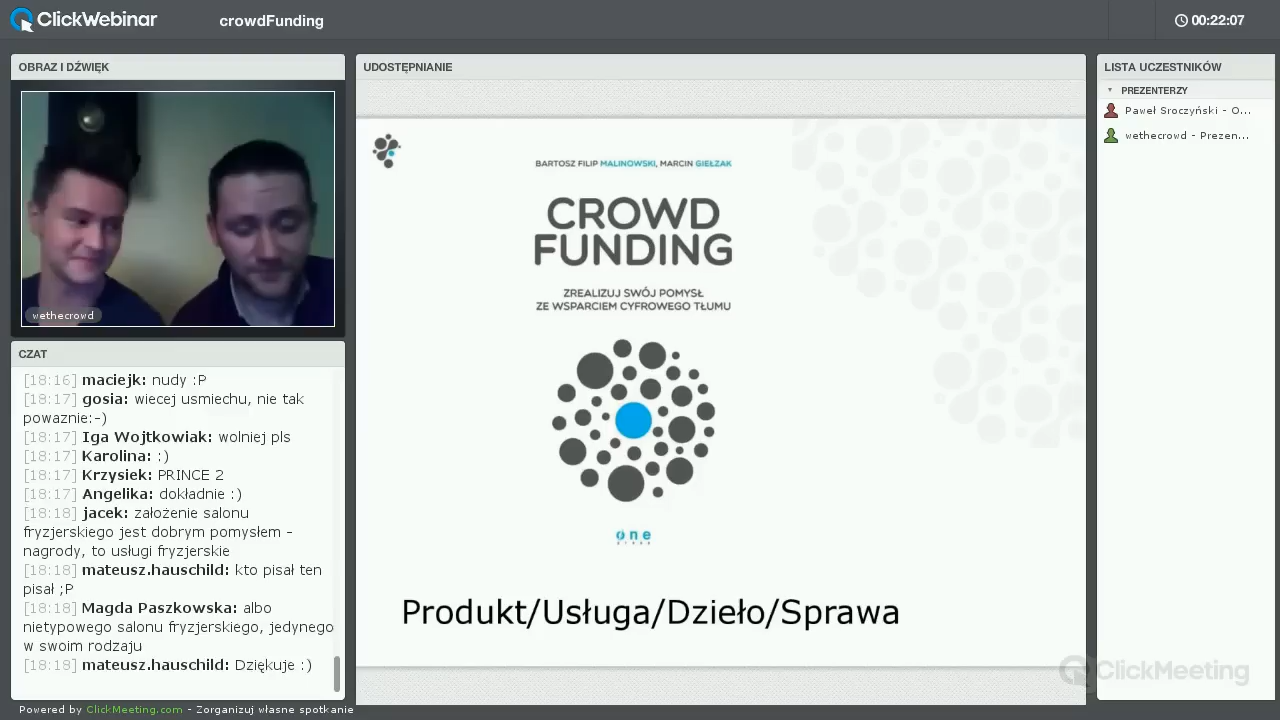 ClickWebinar
crowdFunding
00:22:07
OBRAZ I DŹWIĘK
wethecrowd
CZAT
[18:16] maciejk: nudy :P
[18:17] gosia: wiecej usmiechu, nie tak
powaznie:-)
[18:17] Iga Wojtkowiak: wolniej pls
[18:17] Karolina: :)
[18:17] Krzysiek: PRINCE 2
[18:17] Angelika: dokładnie :)
[18:18] jacek: założenie salonu
fryzjerskiego jest dobrym pomysłem -
nagrody, to usługi fryzjerskie
[18:18] mateusz.hauschild: kto pisał ten
pisał ;P
[18:18] Magda Paszkowska: albo
nietypowego salonu fryzjerskiego, jedynego
w swoim rodzaju
[18:18] mateusz.hauschild: Dziękuje :)
Powered by ClickMeeting.com - Zorganizuj własne spotkanie
UDOSTĘPNIANIE
BARTOSZ FILIP MALINOWSKI, MARCIN GIEŁZAK
CROWD
FUNDING
ZREALIZUJ SWÓJ POMYSŁ
ZE WSPARCIEM CYFROWEGO TŁUMU
one
Produkt/Usługa/Dzieło/Sprawa
LISTA UCZESTNIKÓW
PREZENTERZY
Paweł Sroczyński - O...
wethecrowd - Prezen...
ClickMeeting